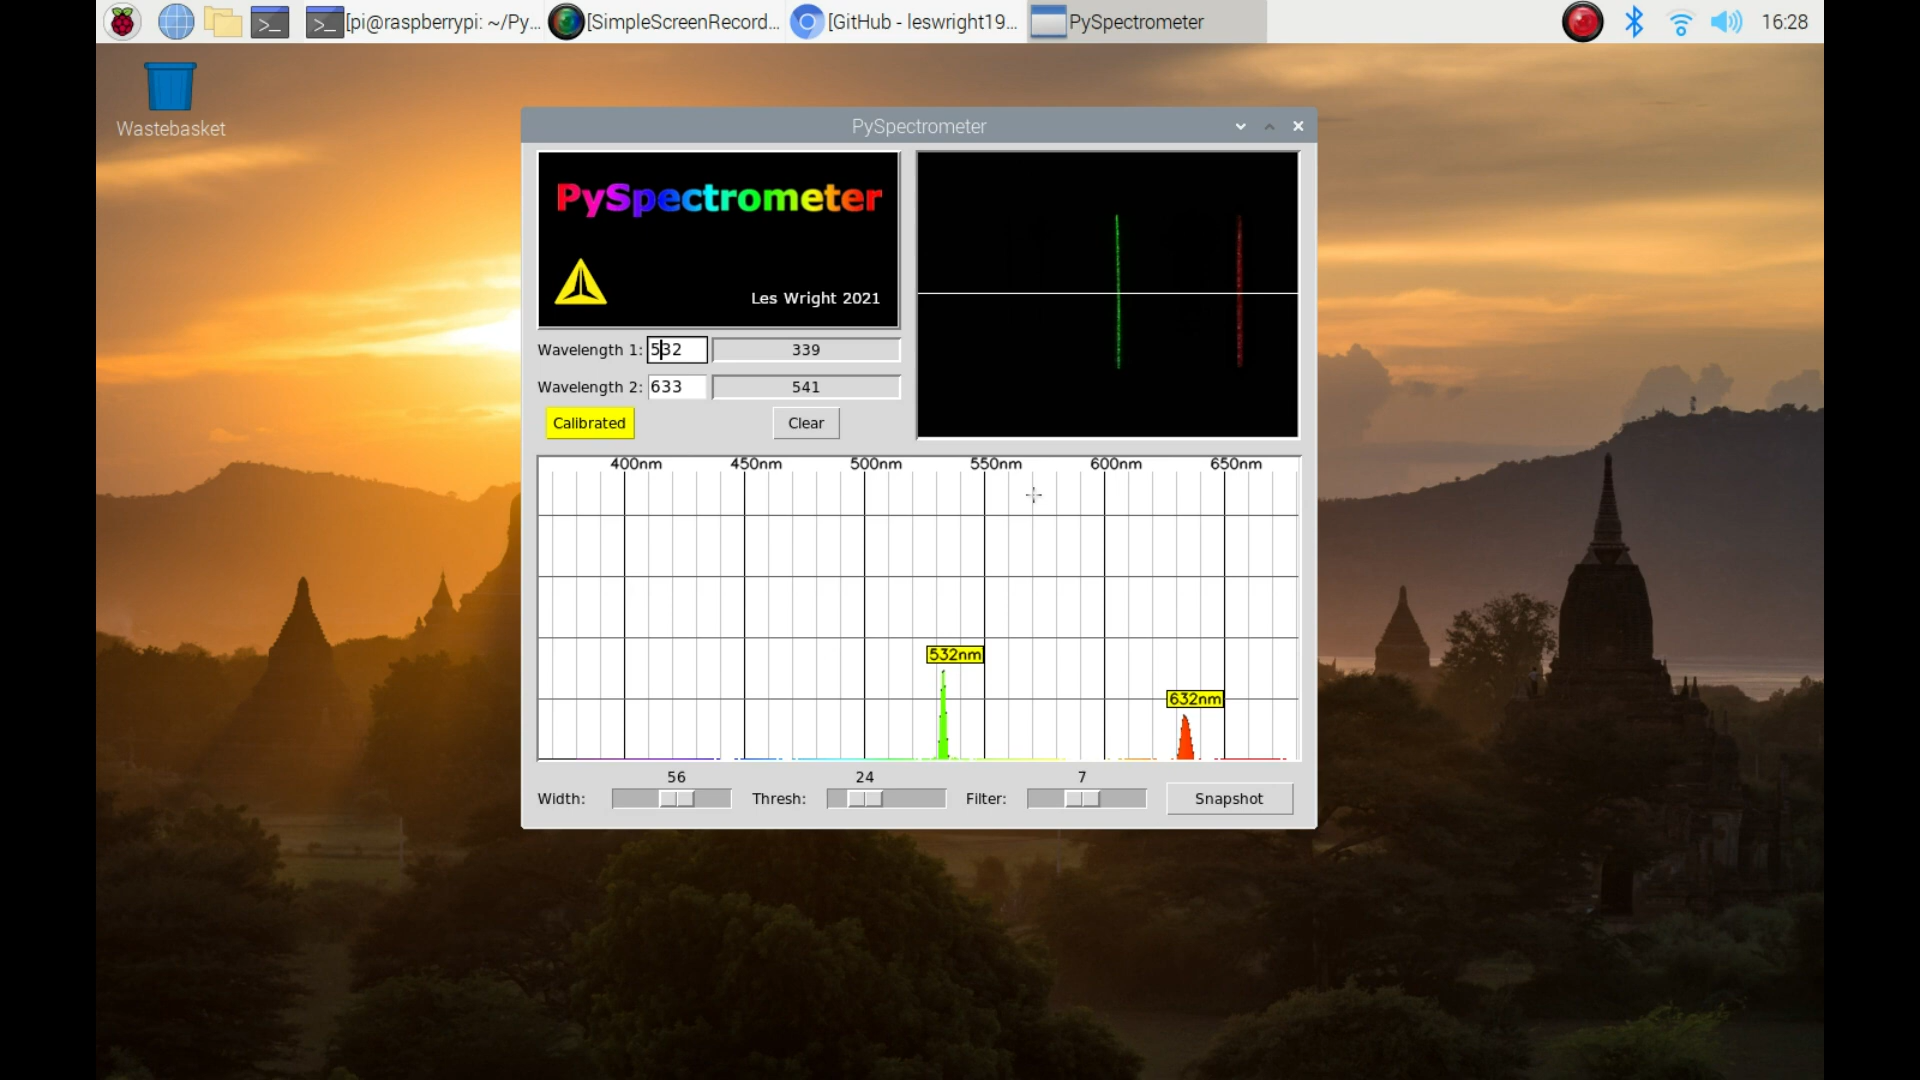 [pi@raspberrypi: ~/Py... [SimpleScreenRecord... [GitHub - leswright19... PySpectrometer 16:28
Wastebasket
PySpectrometer
PySpectrometer
Les Wright 2021
Wavelength 1: 532 339
Wavelength 2: 633 541
Calibrated Clear
400nm 450nm 500nm 550nm 600nm 650nm
532nm
632nm
56 24 7
Width: Thresh: Filter: Snapshot